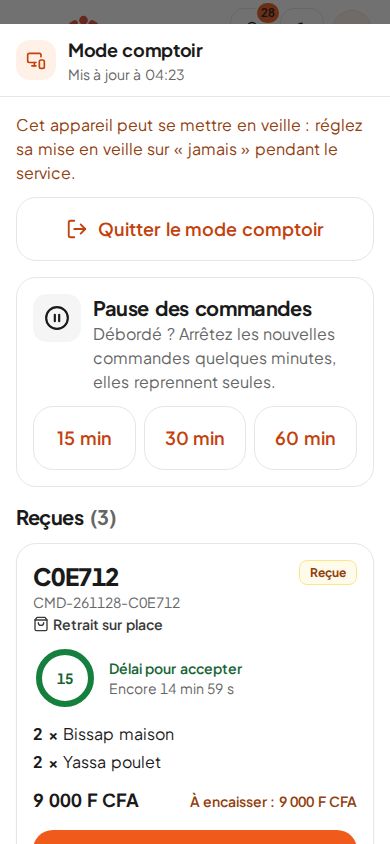 28
Mode comptoir
Mis à jour à 04:23
Cet appareil peut se mettre en veille : réglez
sa mise en veille sur « jamais » pendant le
service.
Quitter le mode comptoir
Pause des commandes
Débordé ? Arrêtez les nouvelles
commandes quelques minutes,
elles reprennent seules.
15 min
30 min
60 min
Reçues (3)
C0E712
Reçue
CMD-261128-C0E712
Retrait sur place
15
Délai pour accepter
Encore 14 min 59 s
2 × Bissap maison
2 × Yassa poulet
9 000 F CFA
À encaisser : 9 000 F CFA